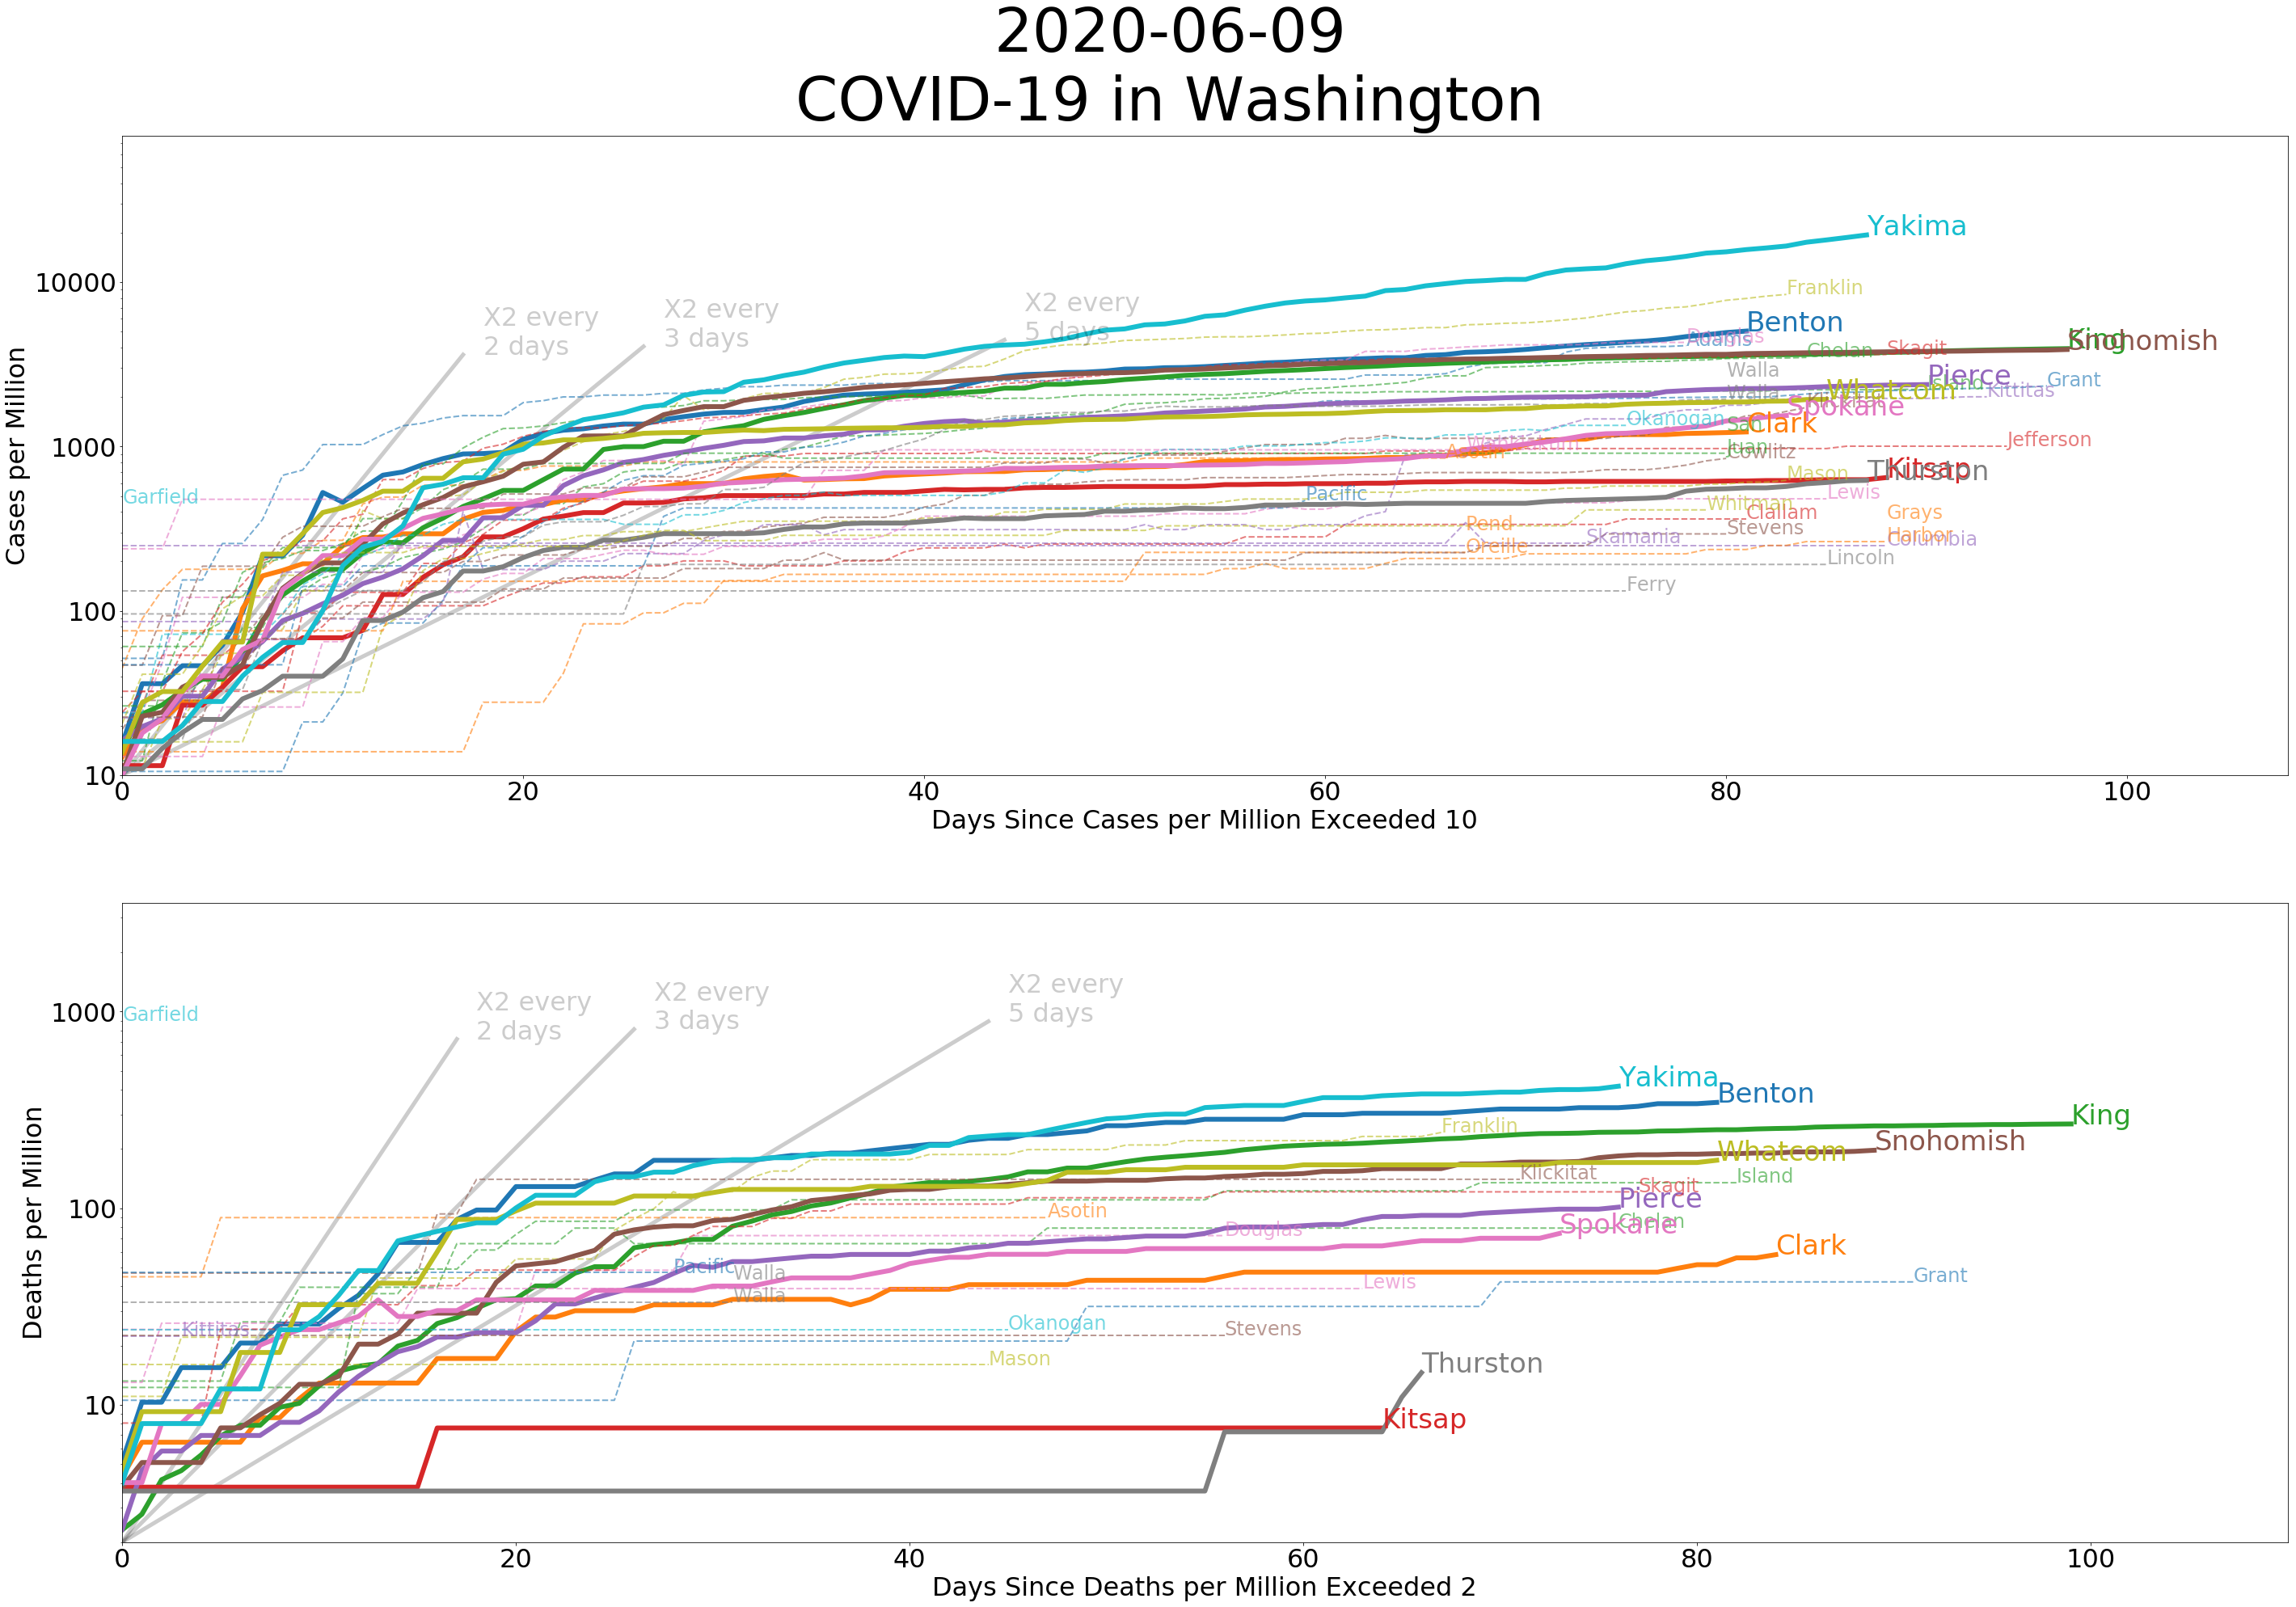 2020-06-09
COVID-19 in Washington
Cases per Million
10000
1000
100
10
X2 every
2 days
X2 every
3 days
X2 every
5 days
Yakima
Franklin
Benton
Douglas
Adams
King
Snohomish
Chelan
Skagit
Walla
Walla
Pierce
Island
Grant
Kittitas
Whatcom
Klickitat
Spokane
Okanogan
San
Juan
Clark
Cowlitz
Wahkiakum
Asotin
Jefferson
Garfield
Kitsap
Thurston
Mason
Pacific
Lewis
Whitman
Clallam
Grays
Harbor
Pend
Oreille
Stevens
Skamania
Columbia
Lincoln
Ferry
0
20
40
60
80
100
Days Since Cases per Million Exceeded 10
Deaths per Million
1000
100
10
Garfield
X2 every
2 days
X2 every
3 days
X2 every
5 days
Yakima
Benton
King
Franklin
Snohomish
Whatcom
Klickitat
Island
Skagit
Pierce
Asotin
Chelan
Douglas
Spokane
Clark
Pacific
Walla
Walla
Lewis
Grant
Kittitas
Okanogan
Stevens
Mason
Thurston
Kitsap
0
20
40
60
80
100
Days Since Deaths per Million Exceeded 2